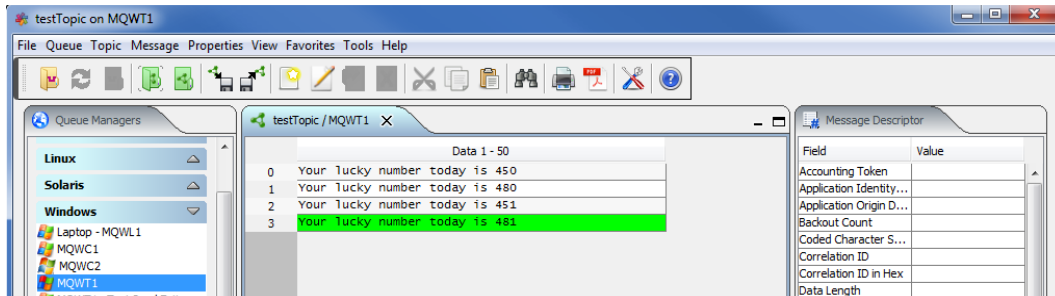 testTopic on MQWT1
File Queue Topic Message Properties View Favorites Tools Help
Queue Managers
Linux
Solaris
Windows
Laptop - MQWL1
MQWC1
MQWC2
MQWT1
testTopic / MQWT1
Data 1 - 50
0 Your lucky number today is 450
1 Your lucky number today is 480
2 Your lucky number today is 451
3 Your lucky number today is 481
Message Descriptor
Field Value
Accounting Token
Application Identity...
Application Origin D...
Backout Count
Coded Character S...
Correlation ID
Correlation ID in Hex
Data Length